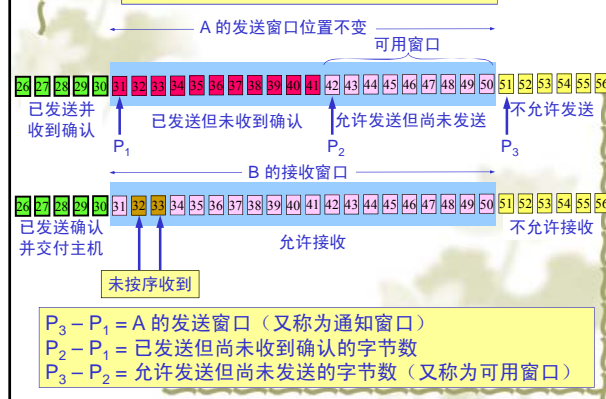 A 的发送窗口位置不变
可用窗口
26 27 28 29 30 31 32 33 34 35 36 37 38 39 40 41 42 43 44 45 46 47 48 49 50 51 52 53 54 55 56
已发送并
收到确认
已发送但未收到确认
允许发送但尚未发送
不允许发送
P1
P2
P3
B 的接收窗口
26 27 28 29 30 31 32 33 34 35 36 37 38 39 40 41 42 43 44 45 46 47 48 49 50 51 52 53 54 55 56
已发送确认
并交付主机
允许接收
不允许接收
未按序收到
P3 – P1 = A 的发送窗口（又称为通知窗口）
P2 – P1 = 已发送但尚未收到确认的字节数
P3 – P2 = 允许发送但尚未发送的字节数（又称为可用窗口）